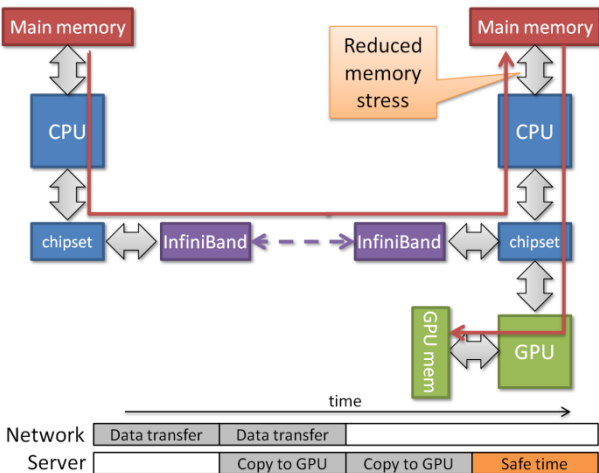 Main memory
Main memory
Reduced
memory
stress
CPU
CPU
chipset
InfiniBand
InfiniBand
chipset
GPU mem
GPU
time
Network
Data transfer
Data transfer
Server
Copy to GPU
Copy to GPU
Safe time